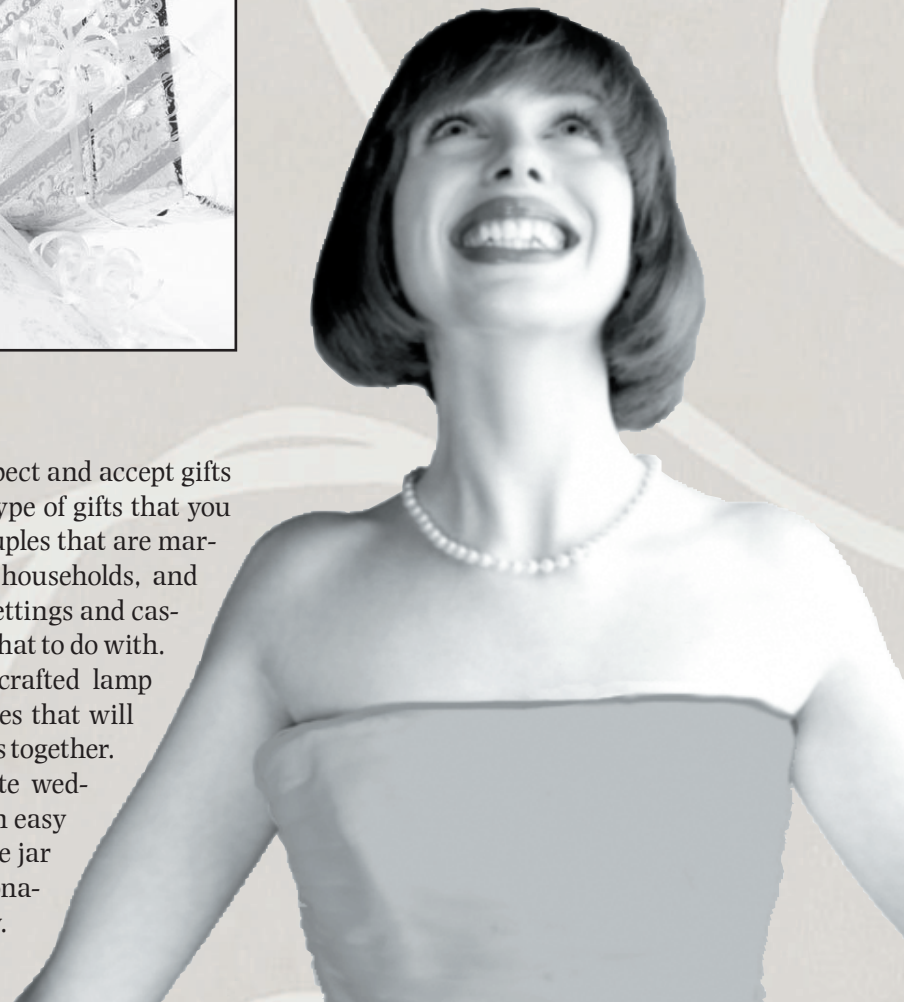 pect and accept gifts
ype of gifts that you
uples that are mar-
households, and
ettings and cas-
hat to do with.
crafted lamp
es that will
s together.
te wed-
n easy
e jar
na-
.